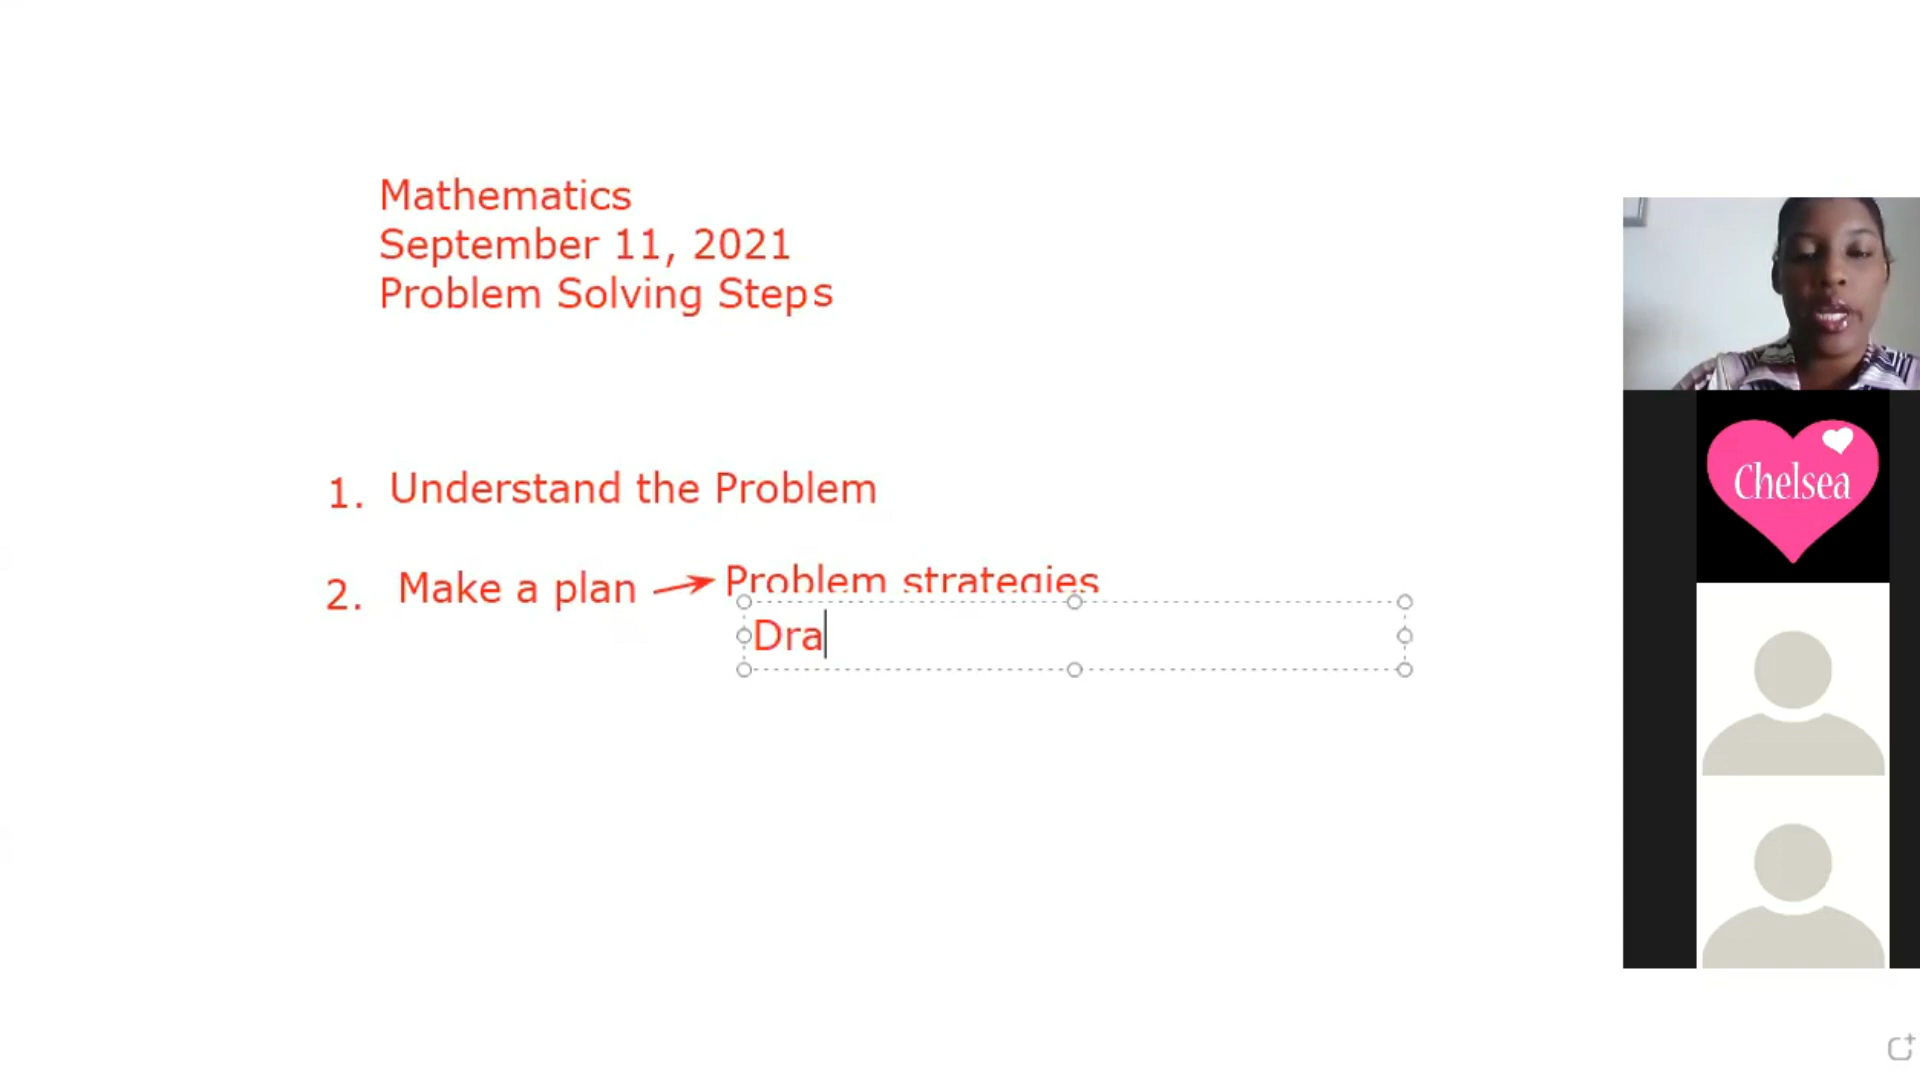 Mathematics
September 11, 2021
Problem Solving Steps
1. Understand the Problem
2. Make a plan Problem strategies
Dra
Chelsea